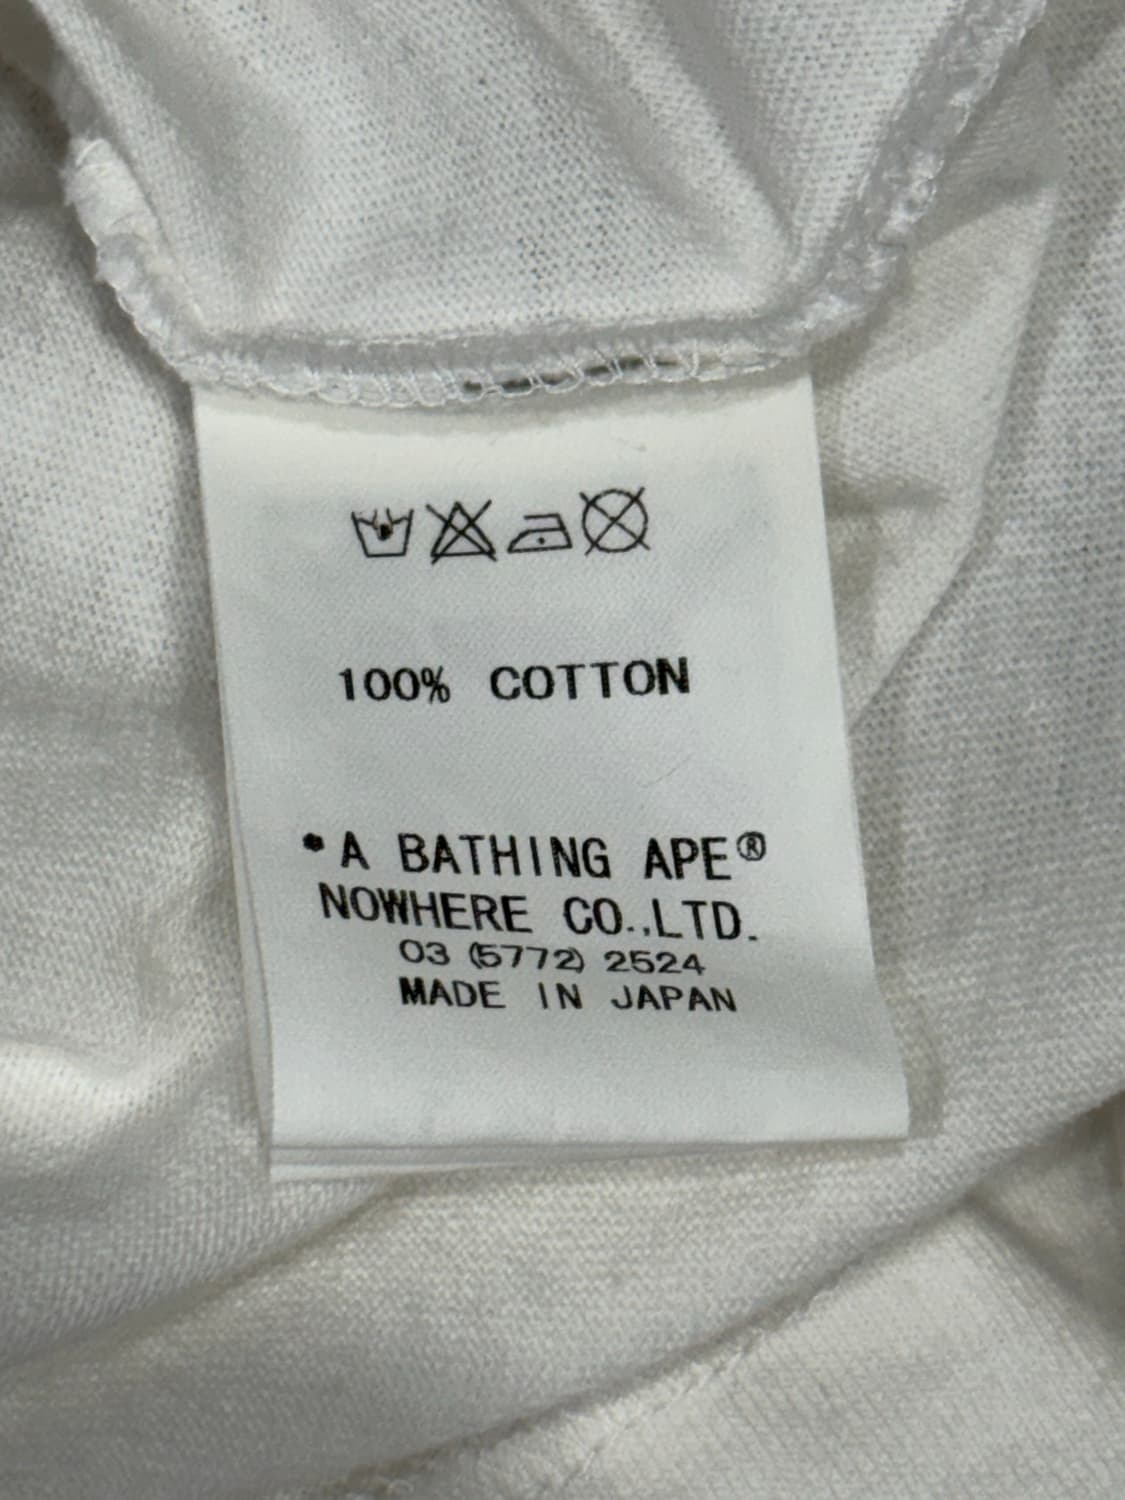 100% COTTON
•A BATHING APE®
NOWHERE CO.,LTD.
03 (5772) 2524
MADE IN JAPAN